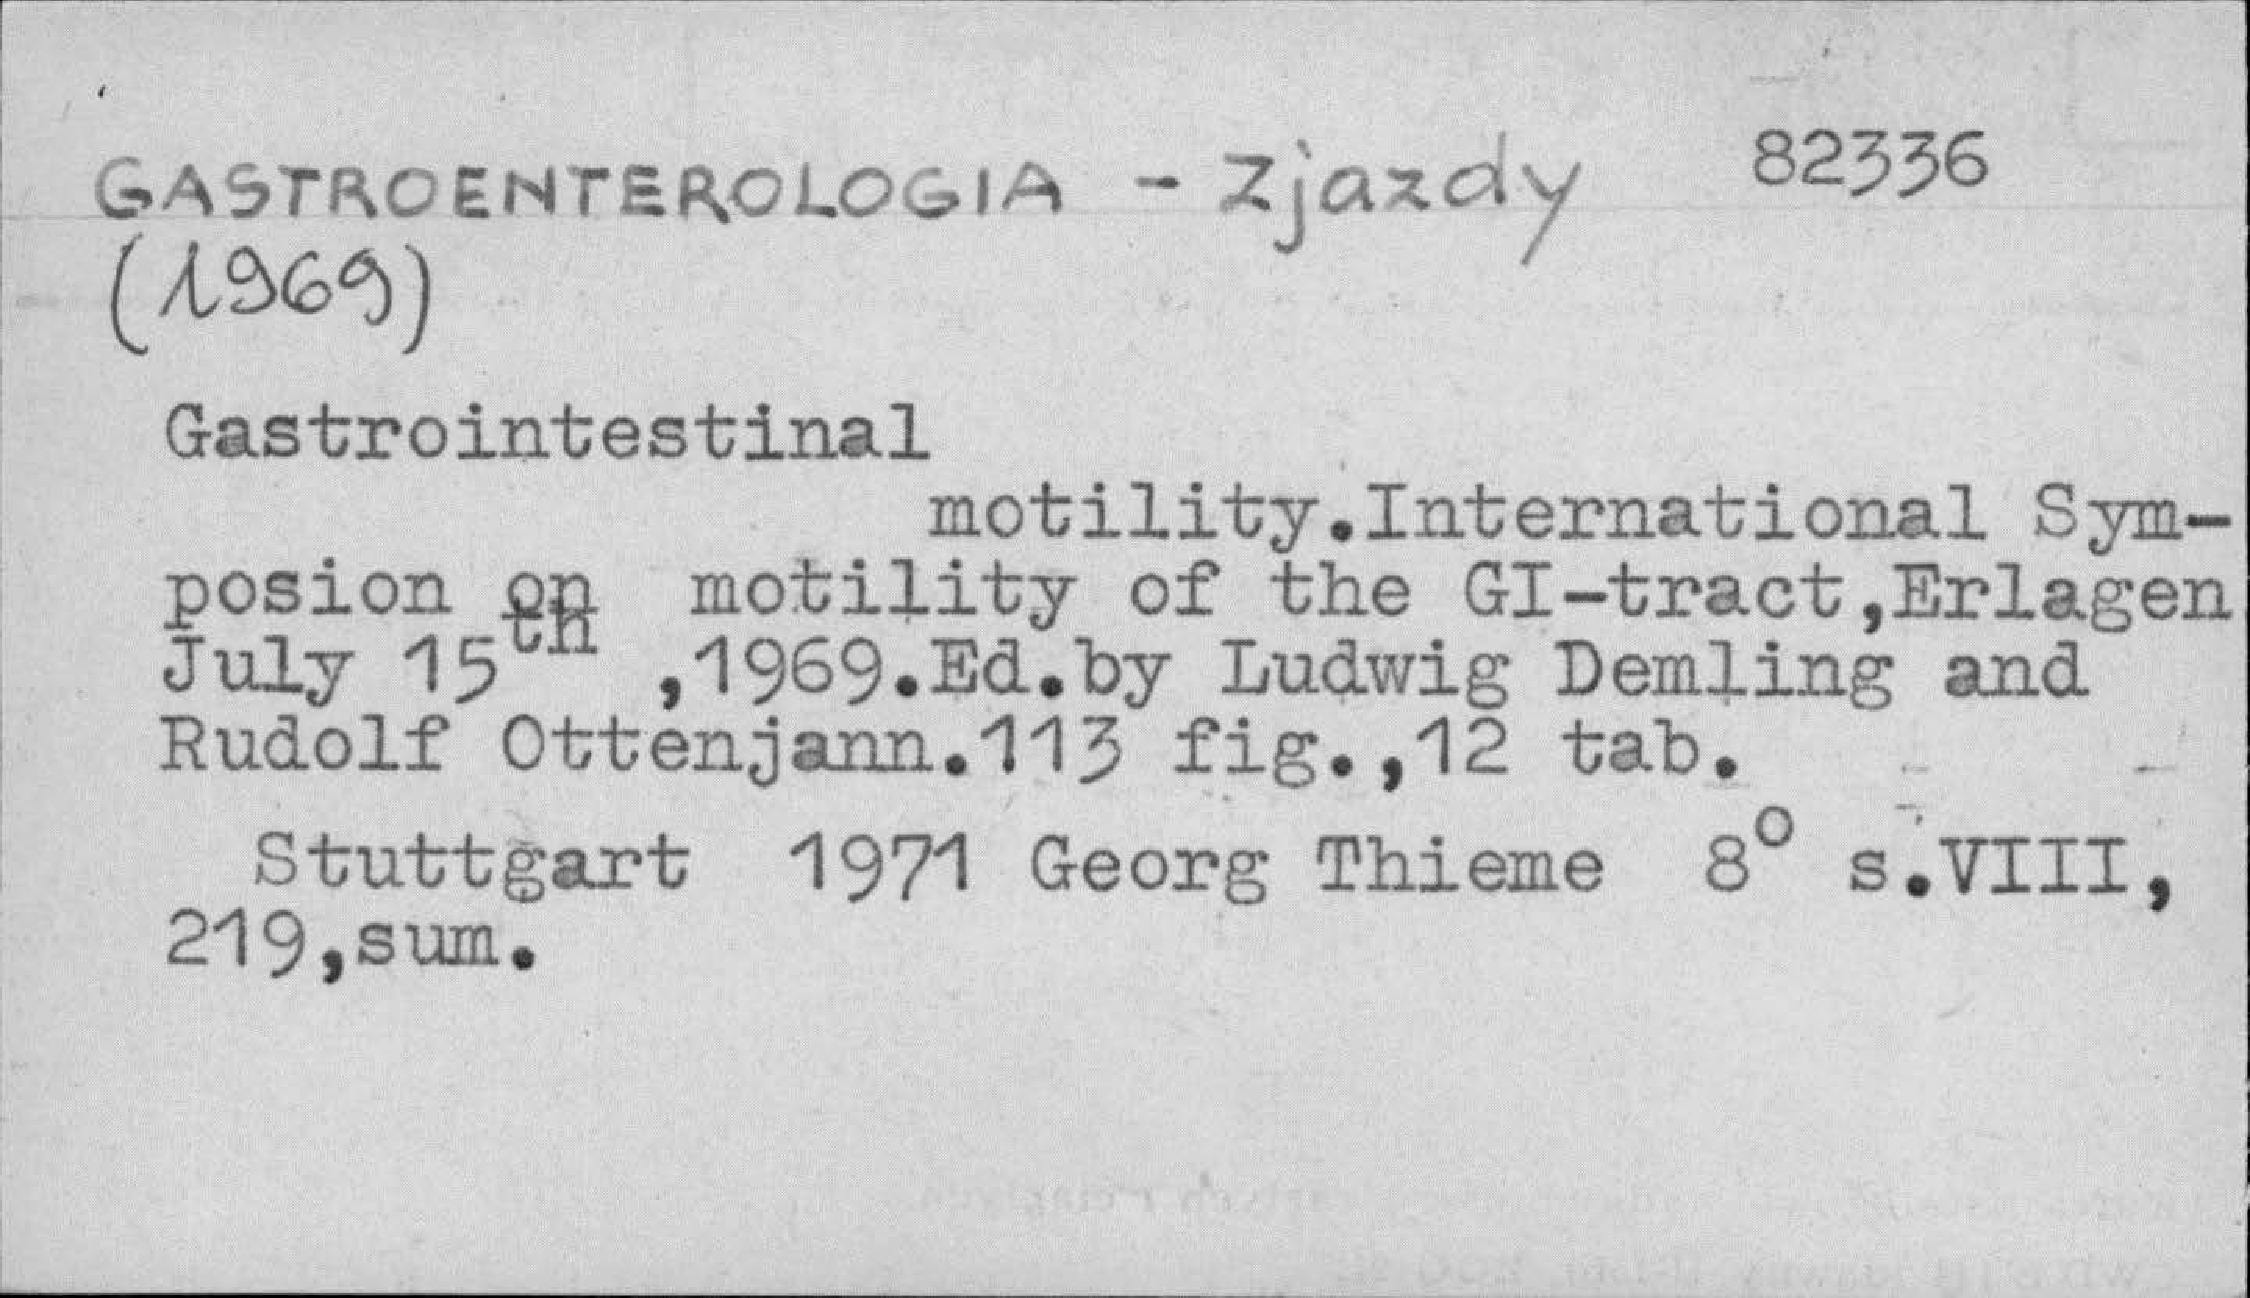 GASTROENTEROLOGIA - Zjazdy 82336
(1969)
Gastrointestinal
motility.International Sym-
posion on motility of the GI-tract,Erlagen
July 15th ,1969.Ed.by Ludwig Demling and
Rudolf Ottenjann.113 fig.,12 tab.
Stuttgart 1971 Georg Thieme 8° s.VIII,
219,sum.